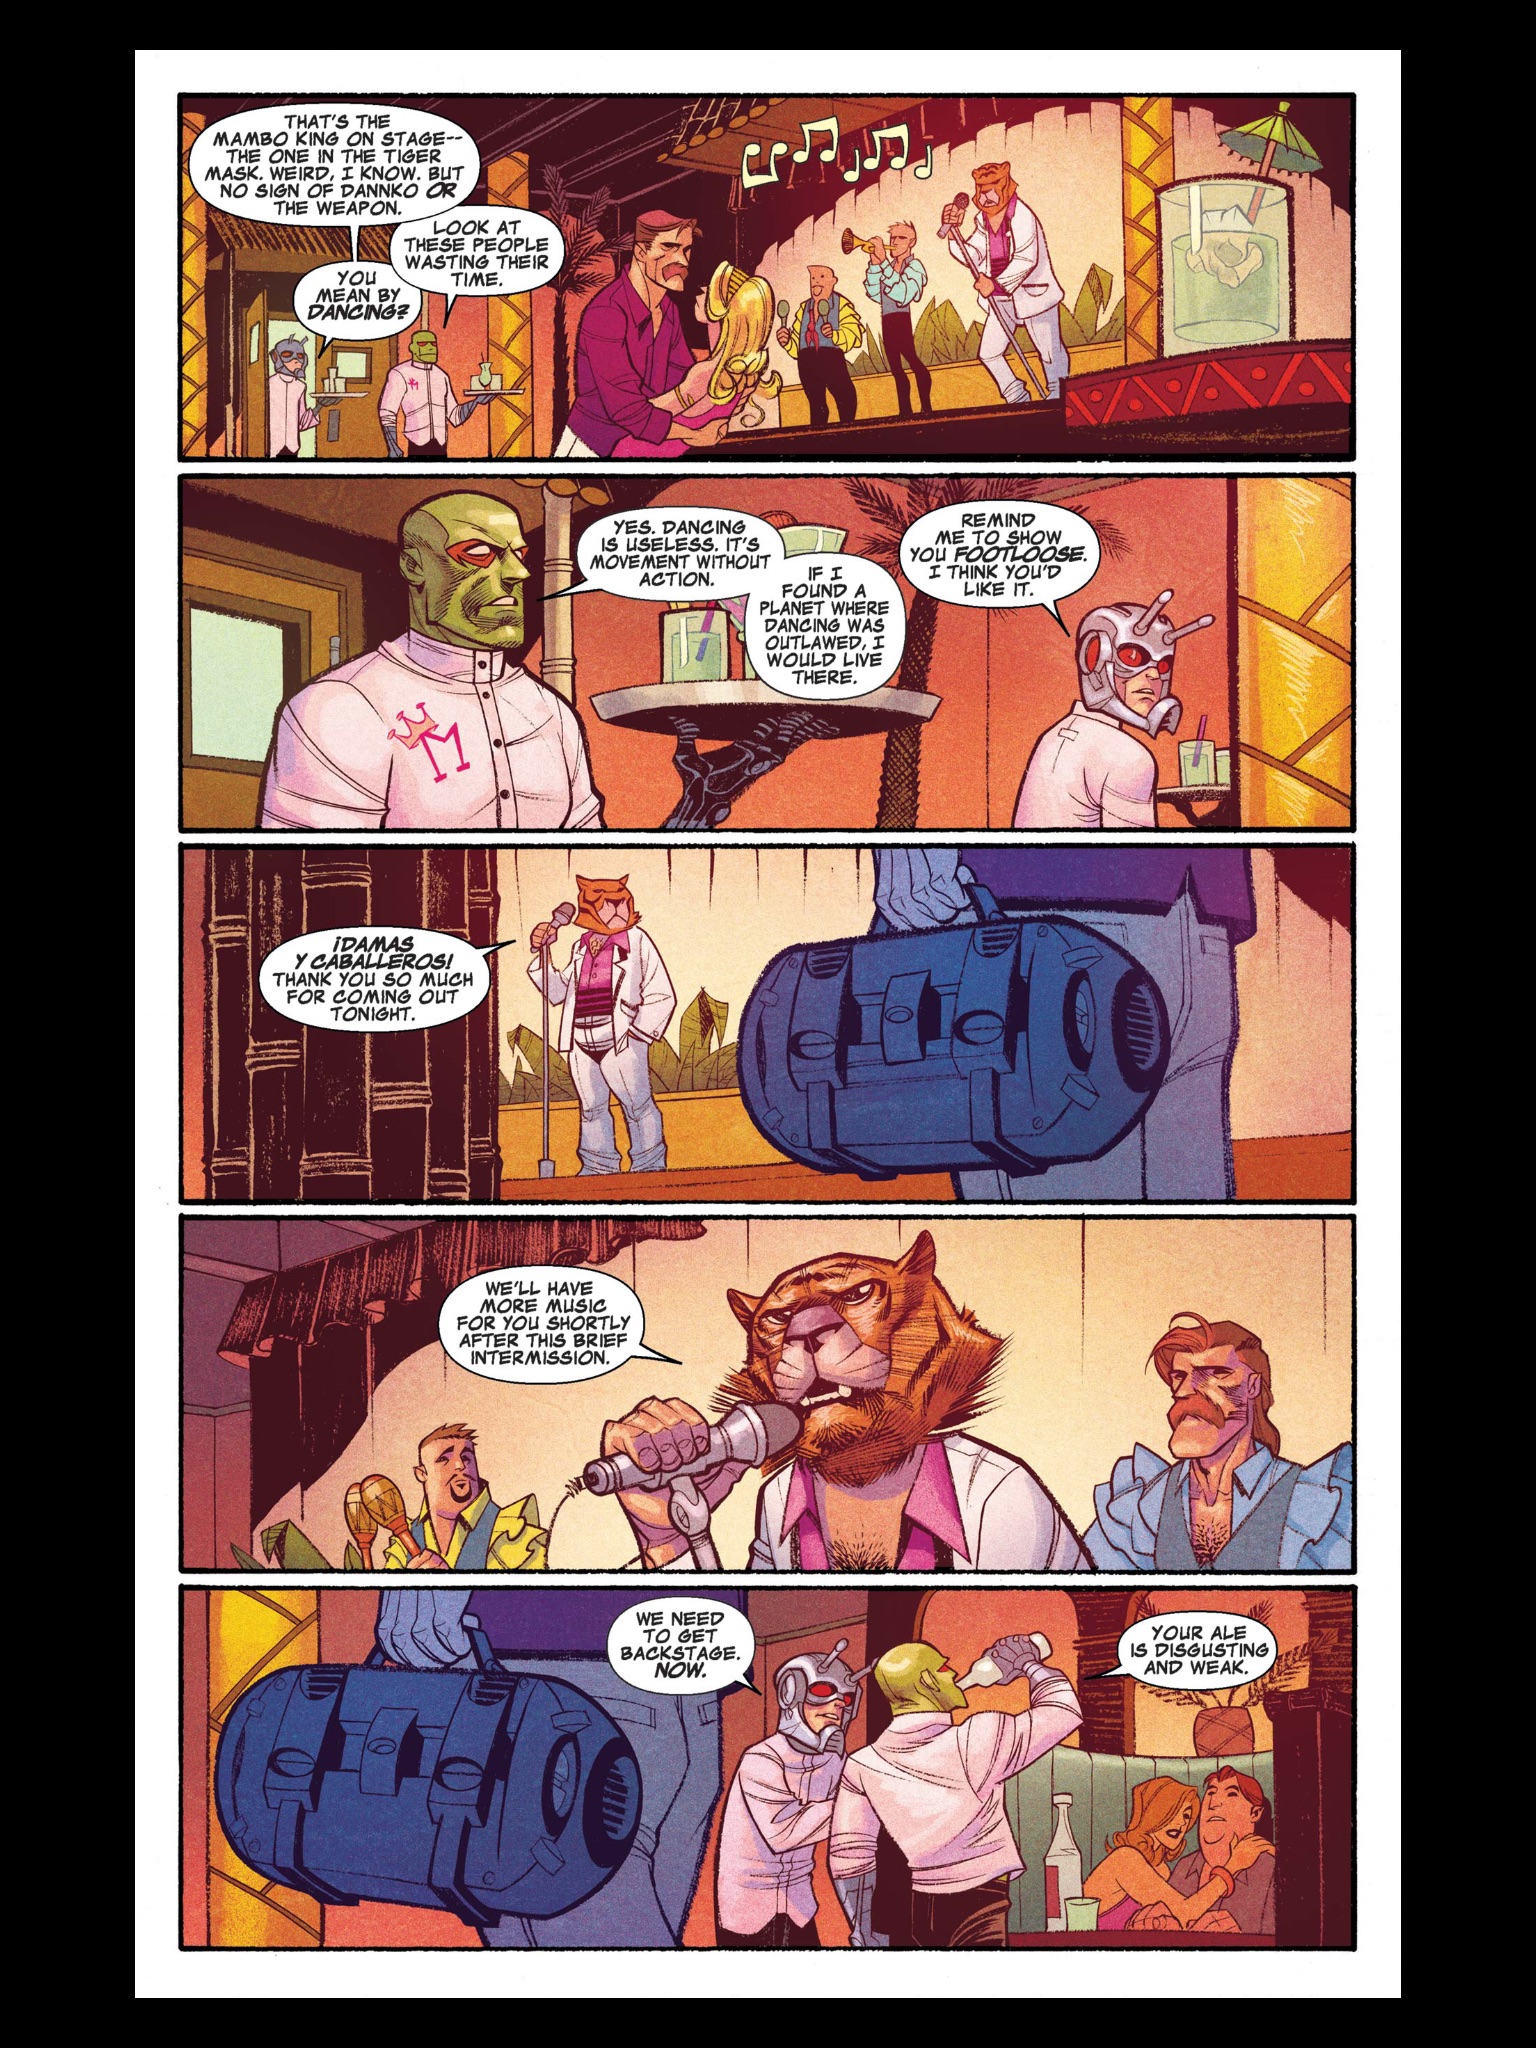 THAT'S THE
MAMBO KING ON STAGE--
THE ONE IN THE TIGER
MASK. WEIRD, I KNOW. BUT
NO SIGN OF DANNKO OR
THE WEAPON.
LOOK AT
THESE PEOPLE
WASTING THEIR
TIME.
YOU
MEAN BY
DANCING?
M
YES. DANCING
IS USELESS. IT'S
MOVEMENT WITHOUT
ACTION.
IF I
FOUND A
PLANET WHERE
DANCING WAS
OUTLAWED, I
WOULD LIVE
THERE.
REMIND
ME TO SHOW
YOU FOOTLOOSE.
I THINK YOU'D
LIKE IT.
M
¡DAMAS
Y CABALLEROS!
THANK YOU SO MUCH
FOR COMING OUT
TONIGHT.
WE'LL HAVE
MORE MUSIC
FOR YOU SHORTLY
AFTER THIS BRIEF
INTERMISSION.
WE NEED
TO GET
BACKSTAGE.
NOW.
YOUR ALE
IS DISGUSTING
AND WEAK.